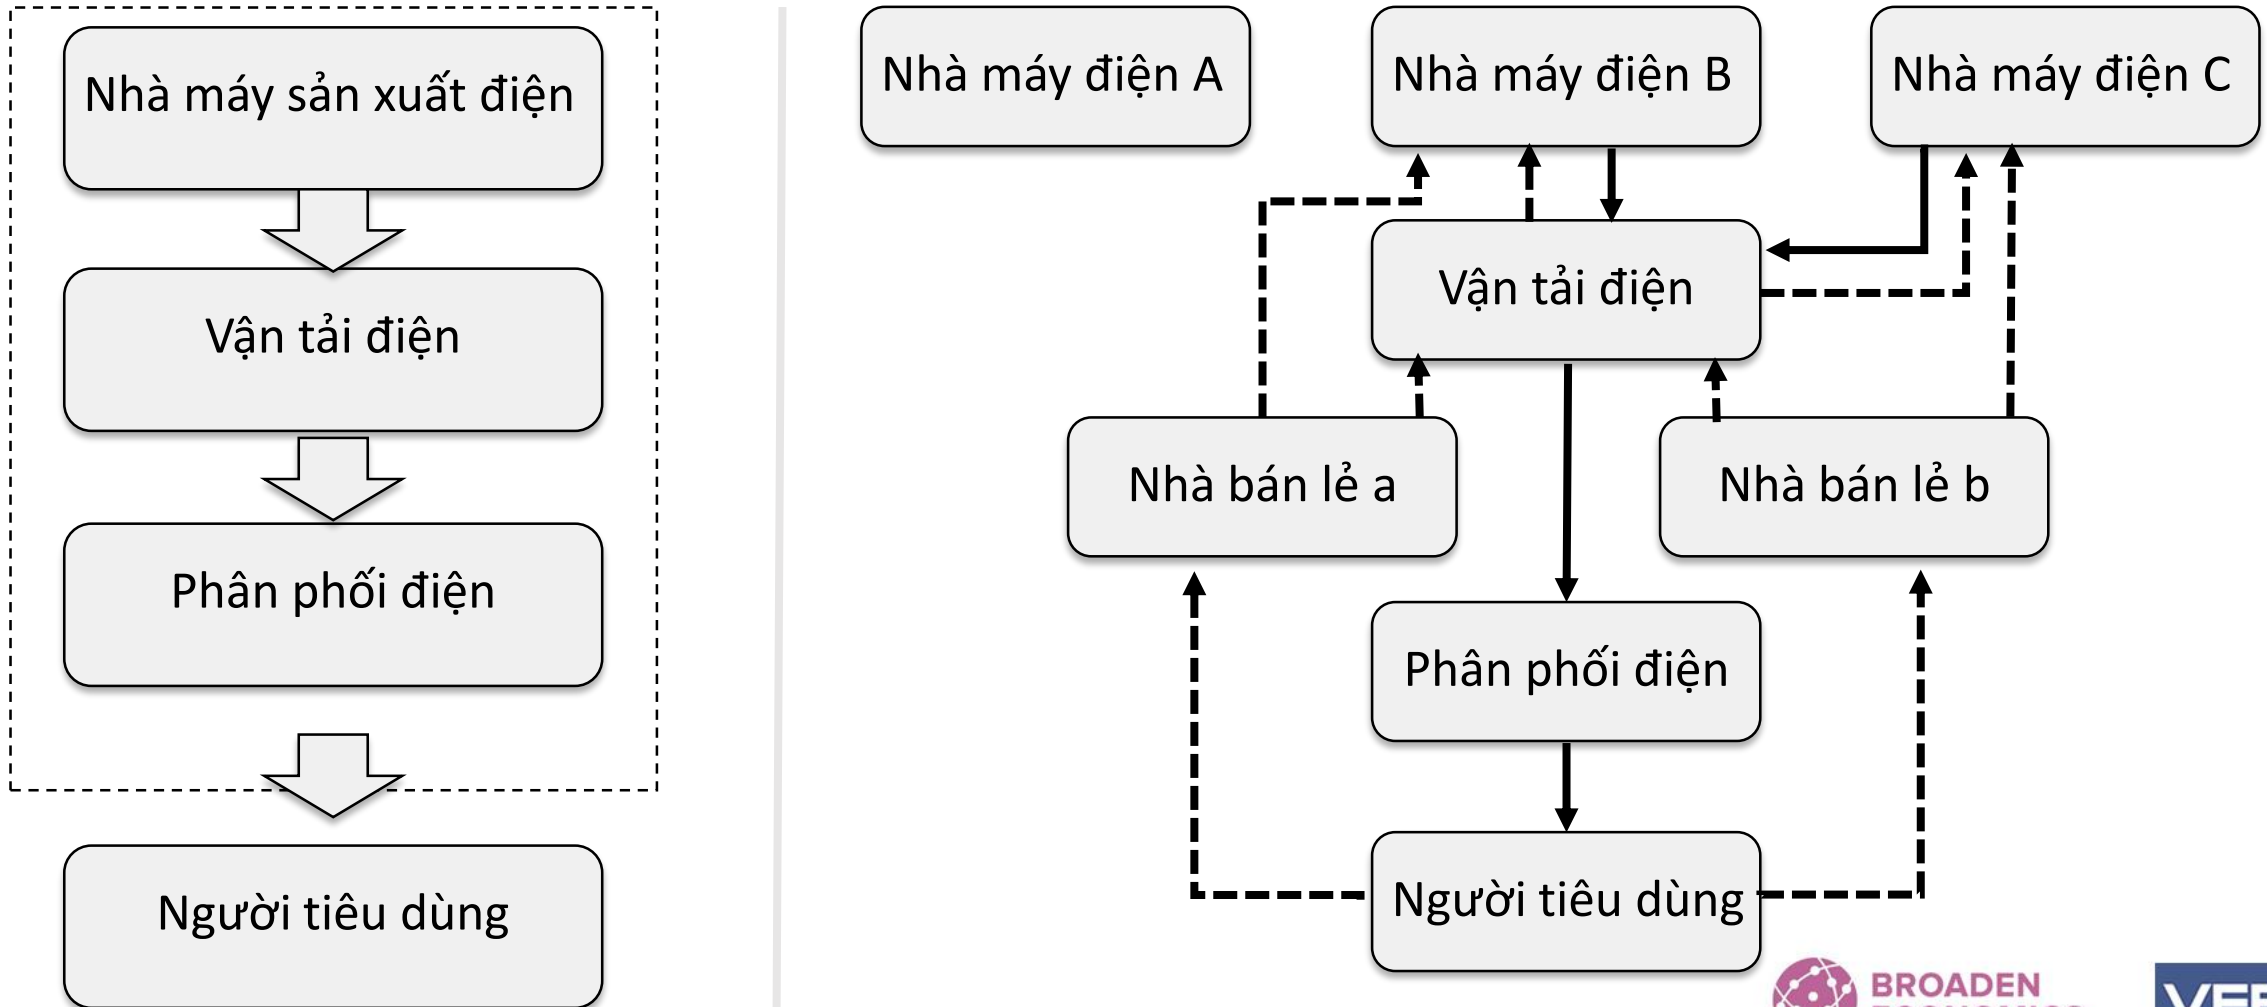 Nhà máy sản xuất điện
Vận tải điện
Phân phối điện
Người tiêu dùng
Nhà máy điện A
Nhà máy điện B
Nhà máy điện C
Vận tải điện
Nhà bán lẻ a
Nhà bán lẻ b
Phân phối điện
Người tiêu dùng
BROADEN